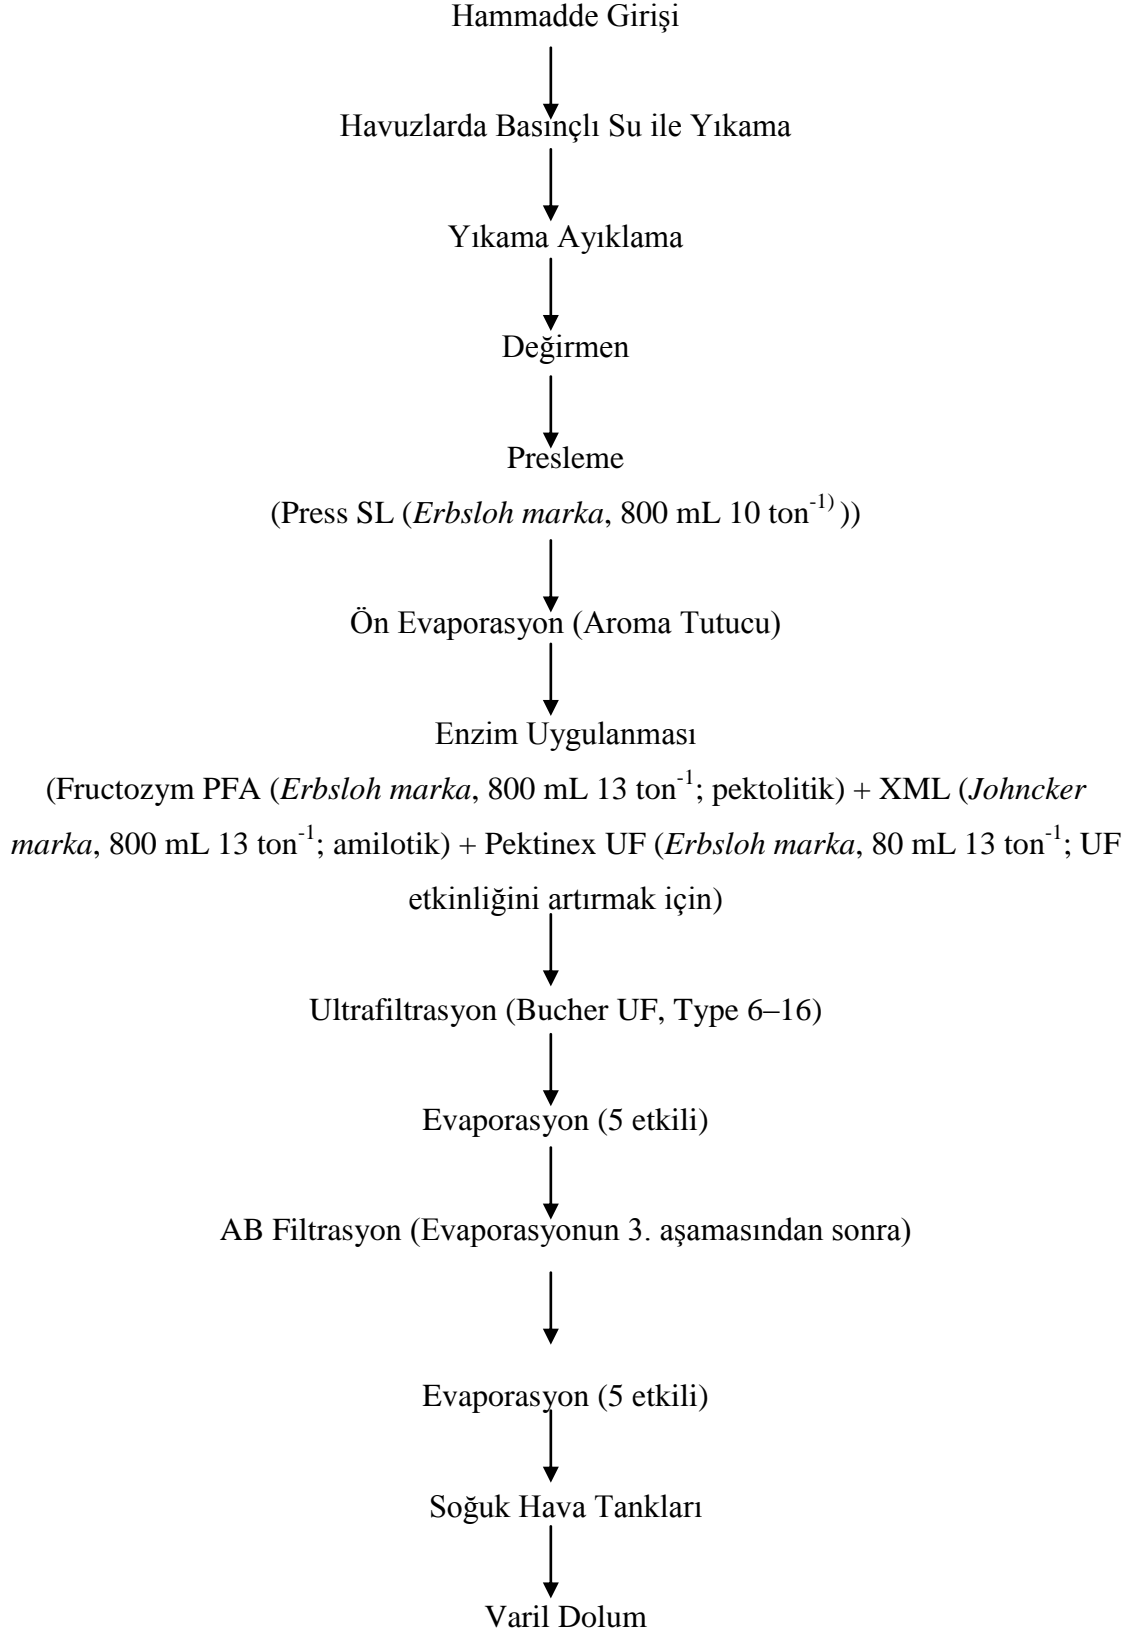 Hammadde Girişi
Havuzlarda Basınçlı Su ile Yıkama
Yıkama Ayıklama
Değirmen
Presleme
(Press SL (Erbsloh marka, 800 mL 10 ton-1) ))
Ön Evaporasyon (Aroma Tutucu)
Enzim Uygulanması
(Fructozym PFA (Erbsloh marka, 800 mL 13 ton-1; pektolitik) + XML (Johncker
marka, 800 mL 13 ton-1; amilotik) + Pektinex UF (Erbsloh marka, 80 mL 13 ton-1; UF
etkinliğini artırmak için)
Ultrafiltrasyon (Bucher UF, Type 6–16)
Evaporasyon (5 etkili)
AB Filtrasyon (Evaporasyonun 3. aşamasından sonra)
Evaporasyon (5 etkili)
Soğuk Hava Tankları
Varil Dolum